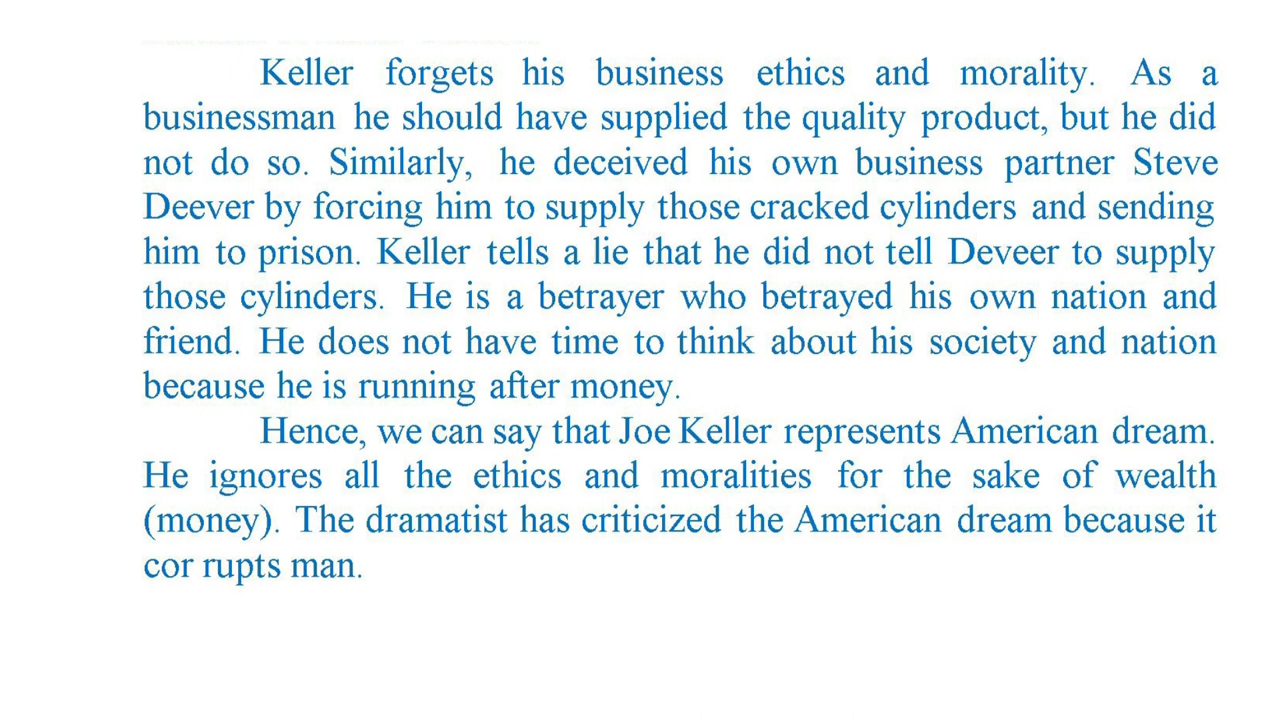 Keller forgets his business ethics and morality. As a
businessman he should have supplied the quality product, but he did
not do so. Similarly, he deceived his own business partner Steve
Deever by forcing him to supply those cracked cylinders and sending
him to prison. Keller tells a lie that he did not tell Deveer to supply
those cylinders. He is a betrayer who betrayed his own nation and
friend. He does not have time to think about his society and nation
because he is running after money.
Hence, we can say that Joe Keller represents American dream.
He ignores all the ethics and moralities for the sake of wealth
(money). The dramatist has criticized the American dream because it
cor rupts man.